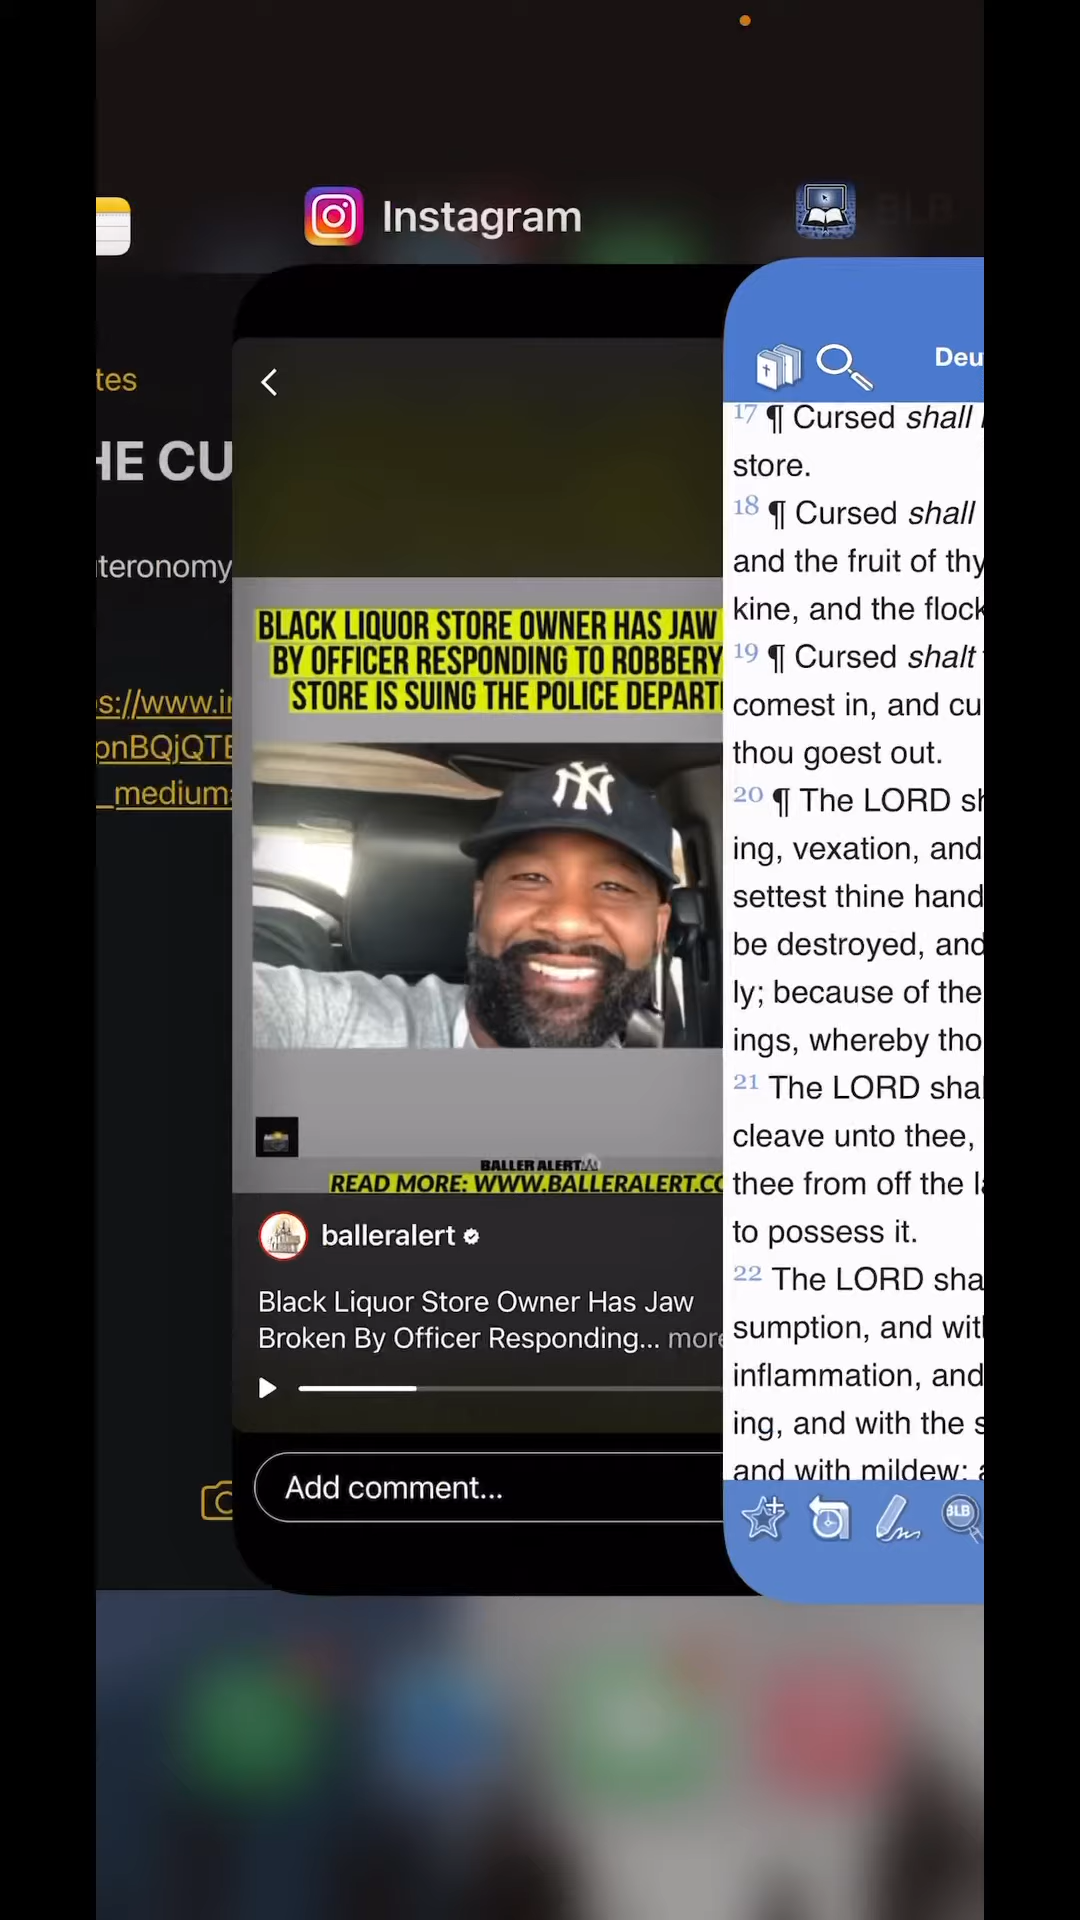 Instagram
BLB
tes
HE CU
teronomy
s://www.i
onBQjQTE
_medium
BLACK LIQUOR STORE OWNER HAS JAW
BY OFFICER RESPONDING TO ROBBERY
STORE IS SUING THE POLICE DEPART
NY
BALLER ALERT
READ MORE: WWW.BALLERALERT.CO
balleralert
Black Liquor Store Owner Has Jaw
Broken By Officer Responding... more
Add comment...
Deu
17 ¶ Cursed shall
store.
18 ¶ Cursed shall
and the fruit of thy
kine, and the flock
19 ¶ Cursed shalt
comest in, and cu
thou goest out.
20 ¶ The LORD sh
ing, vexation, and
settest thine hand
be destroyed, and
ly; because of the
ings, whereby tho
21 The LORD sha
cleave unto thee,
thee from off the la
to possess it.
22 The LORD sha
sumption, and wit
inflammation, and
ing, and with the s
and with mildew; a
BLB